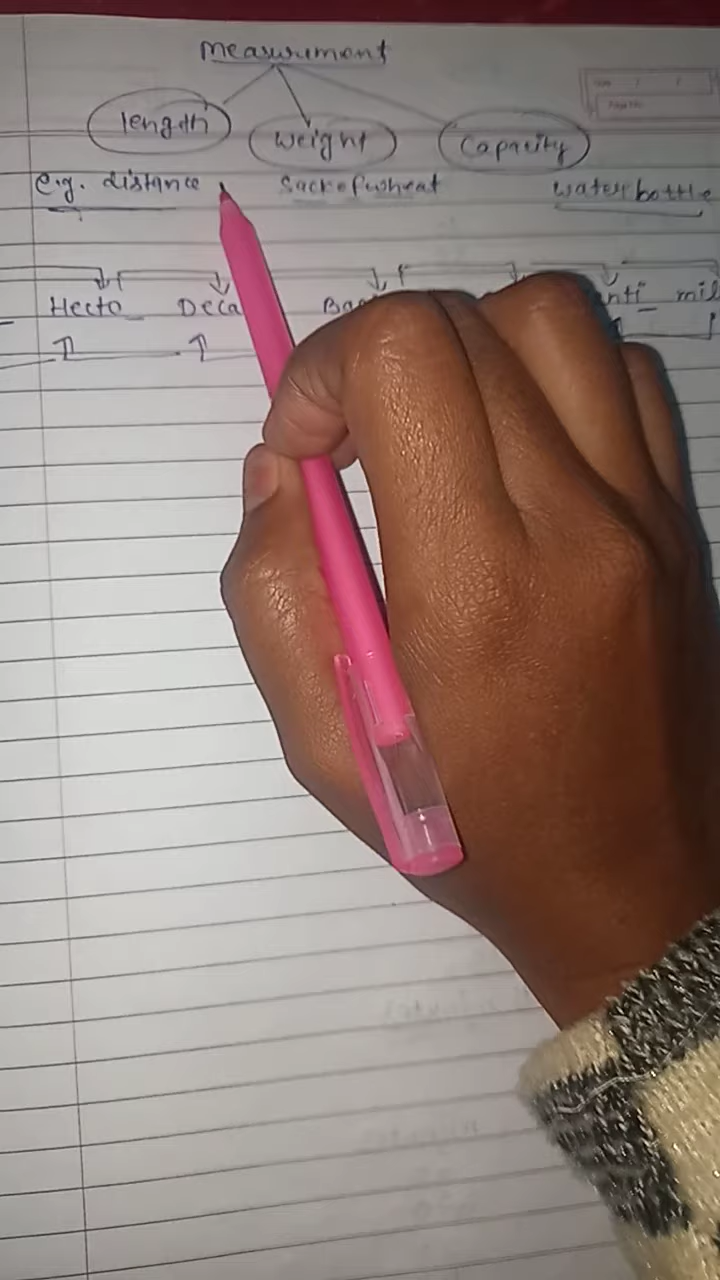 measurement
length weight capacity
e.g. distance Sack of wheat water bottle
Hecto Deca